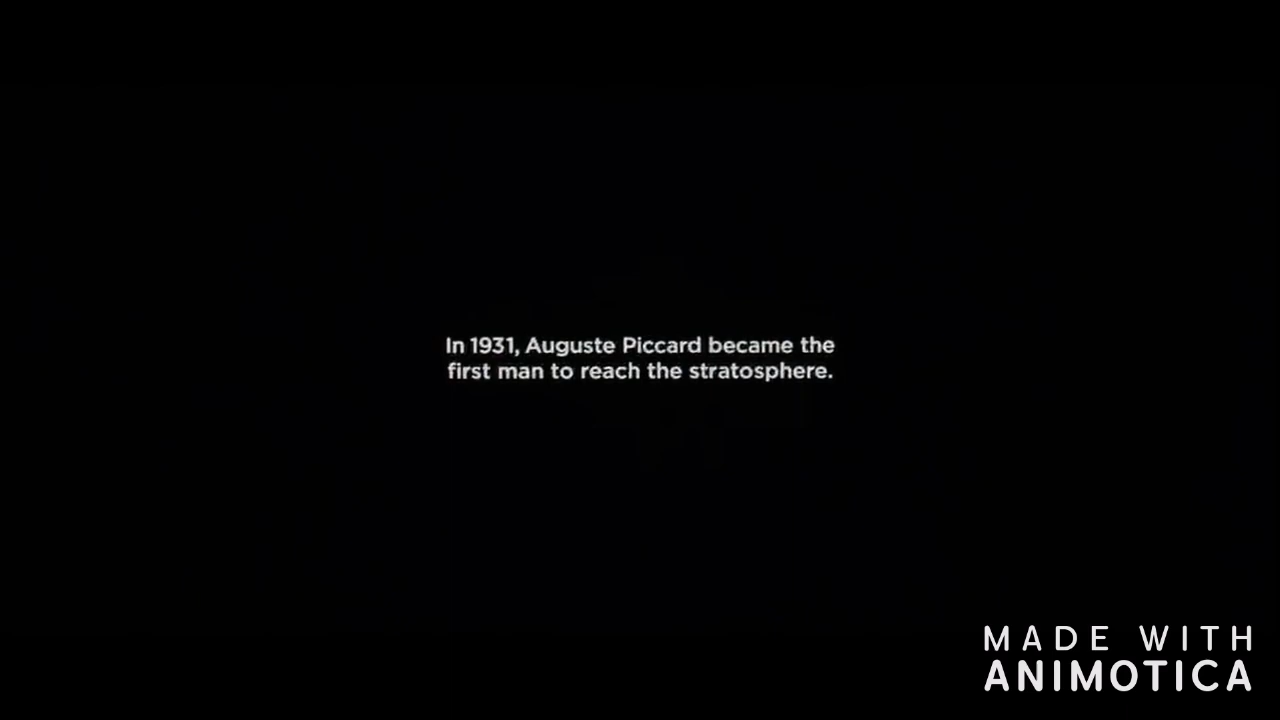 In 1931, Auguste Piccard became the
first man to reach the stratosphere.
MADE WITH
ANIMOTICA